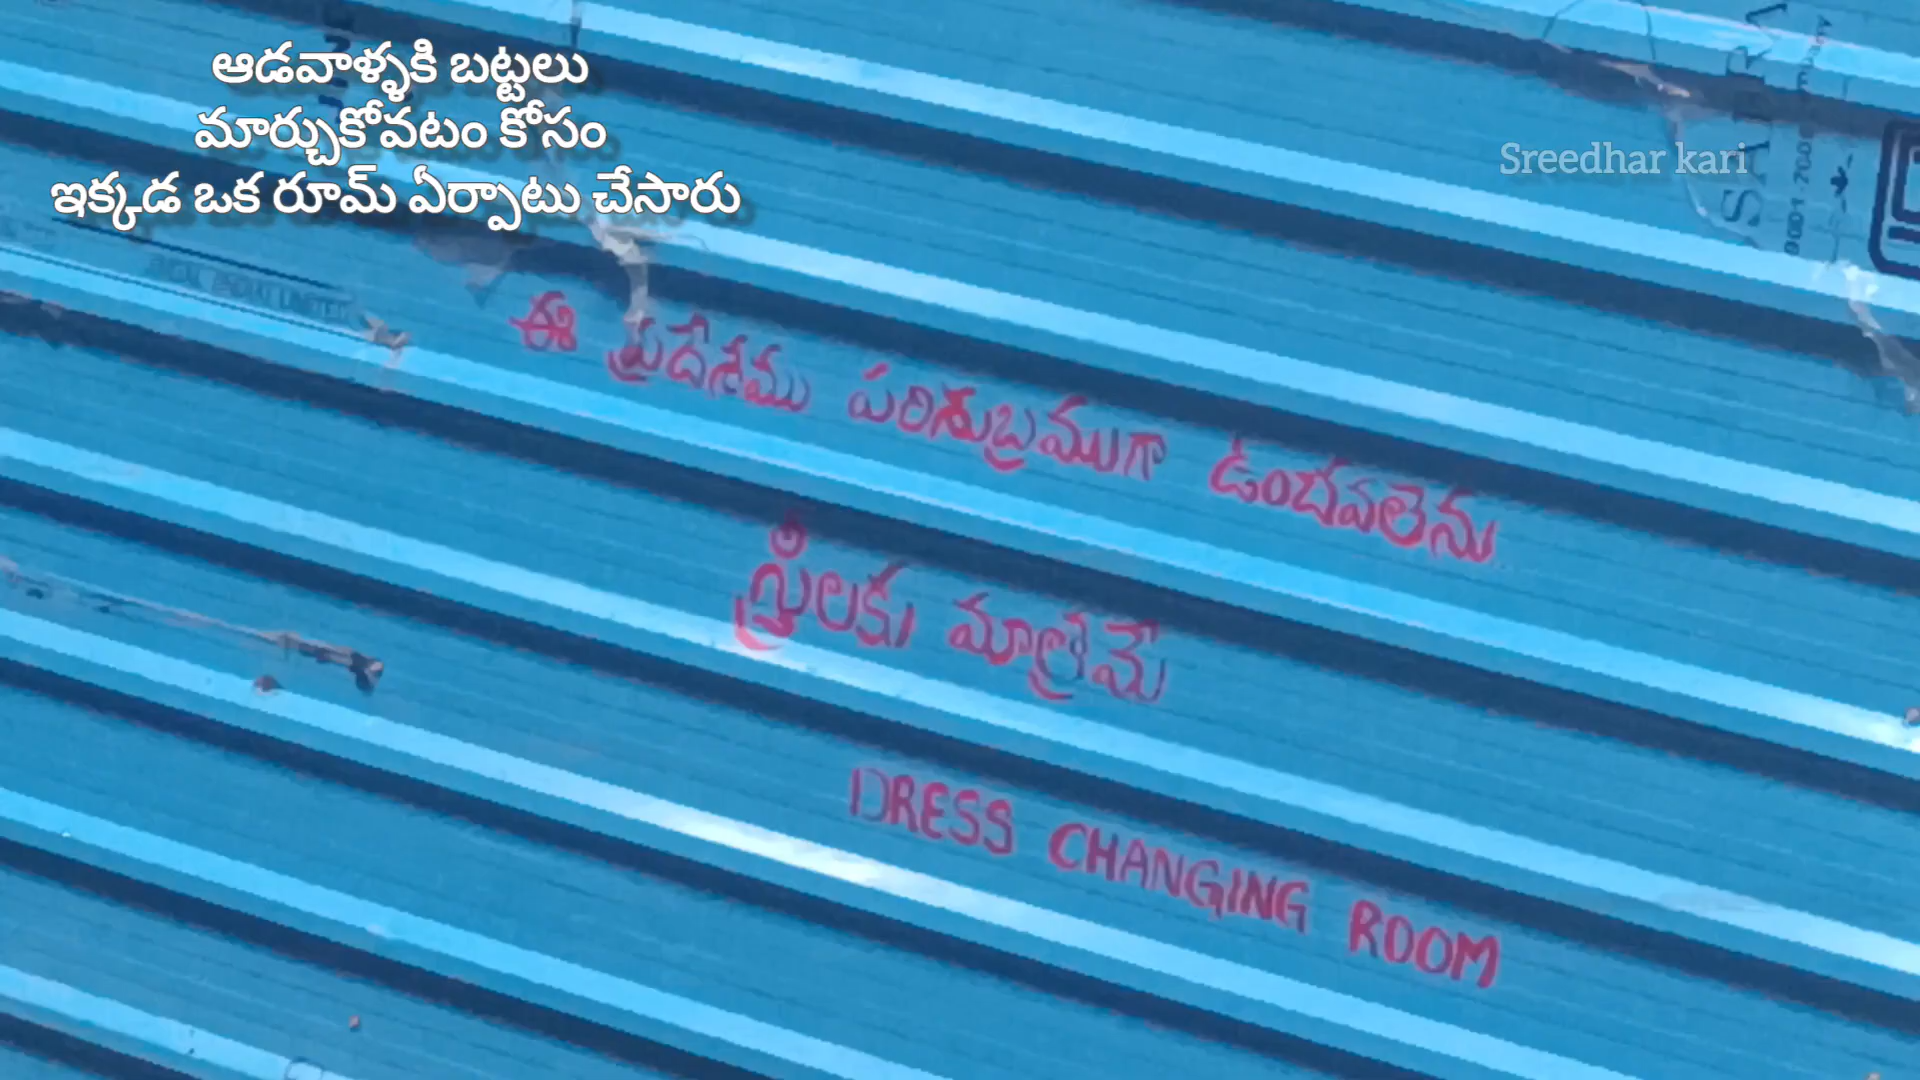 ఆడవాళ్ళకి బట్టలు
మార్చుకోవటం కోసం
ఇక్కడ ఒక రూమ్ ఏర్పాటు చేసారు
Sreedhar kari
ఈ ప్రదేశము పరిశుబ్రముగా ఉంచవలెను
స్త్రీలకు మాత్రమే
DRESS CHANGING ROOM